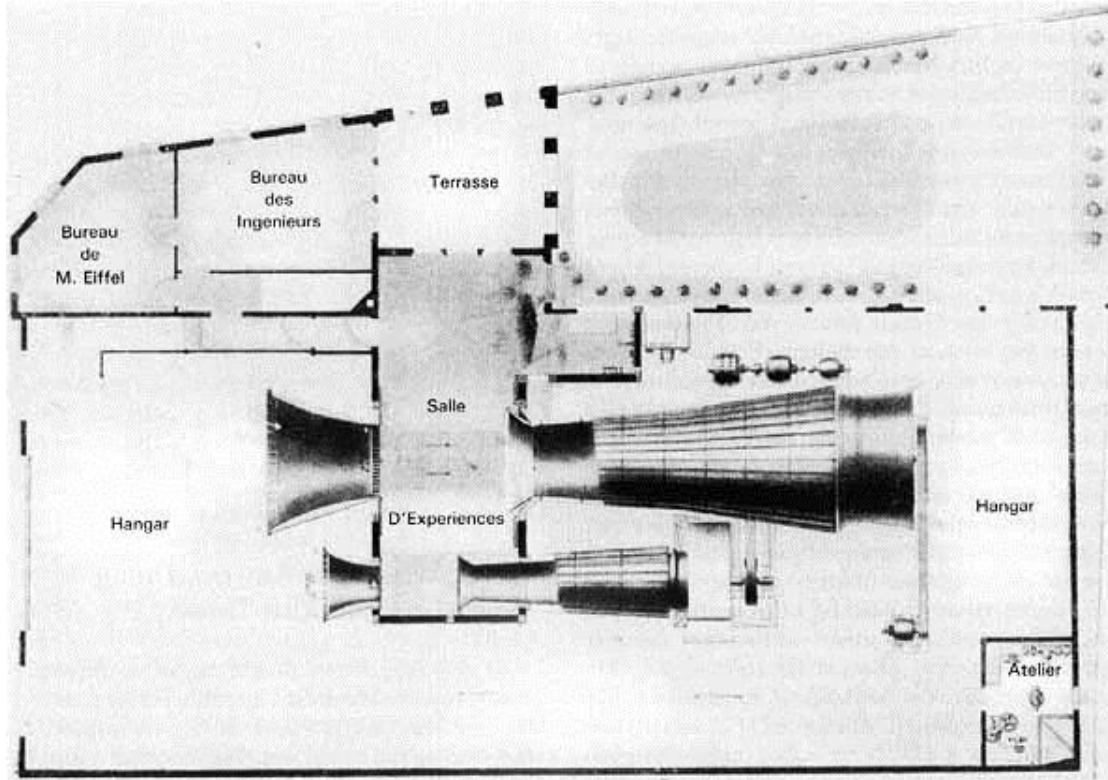 Bureau
des
Ingenieurs
Terrasse
Bureau
de
M. Eiffel
Salle
Hangar
D'Experiences
Hangar
Atelier